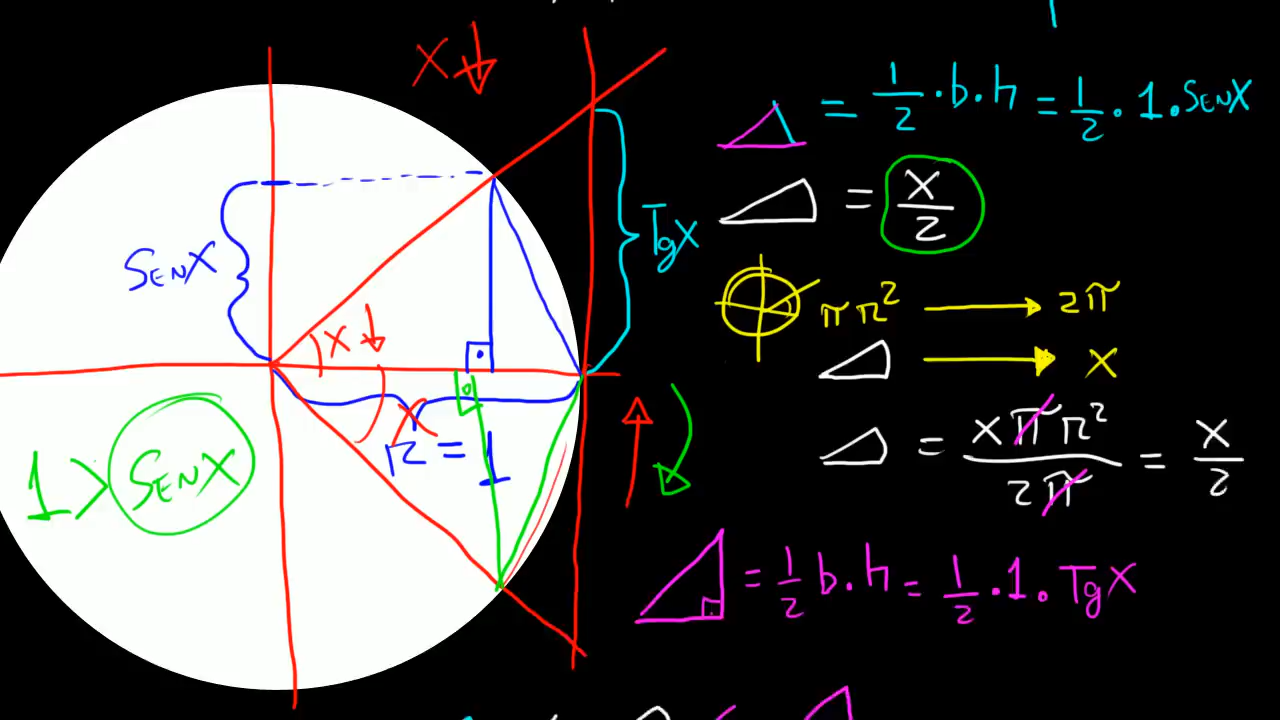 X↓
= 1/2 · b · h = 1/2 · 1 · SENX
= X/2
SENX
TgX
πr² → 2π
X↓
→ X
X
r = 1
= Xπr²/2π = X/2
1 > SENX
= 1/2 b · h = 1/2 · 1 · TgX